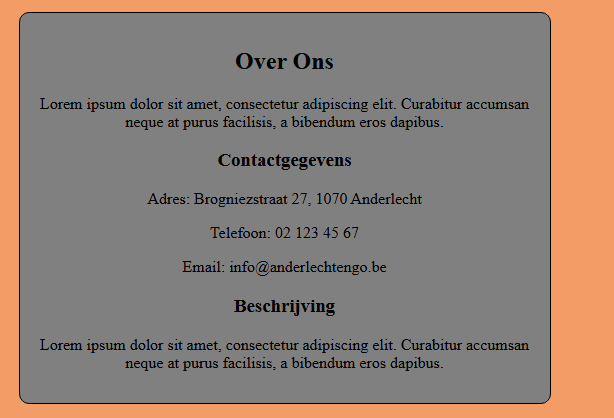 Over Ons
Lorem ipsum dolor sit amet, consectetur adipiscing elit. Curabitur accumsan
neque at purus facilisis, a bibendum eros dapibus.
Contactgegevens
Adres: Brogniezstraat 27, 1070 Anderlecht
Telefoon: 02 123 45 67
Email: info@anderlechtengo.be
Beschrijving
Lorem ipsum dolor sit amet, consectetur adipiscing elit. Curabitur accumsan
neque at purus facilisis, a bibendum eros dapibus.